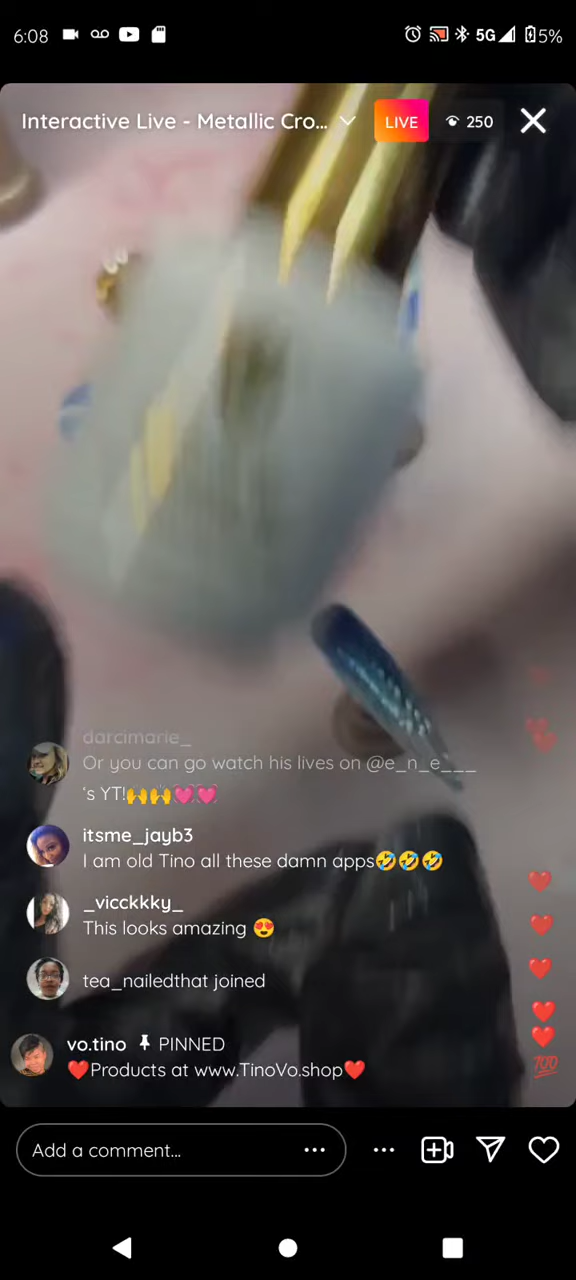 6:08
5G
5%
Interactive Live - Metallic Cro...
LIVE
250
darcimarie_
Or you can go watch his lives on @e_n_e___
's YT!🙌🙌💓💓
itsme_jayb3
I am old Tino all these damn apps🤣🤣🤣
_vicckkky_
This looks amazing 😍
tea_nailedthat joined
vo.tino PINNED
❤️Products at www.TinoVo.shop❤️
💯
Add a comment...